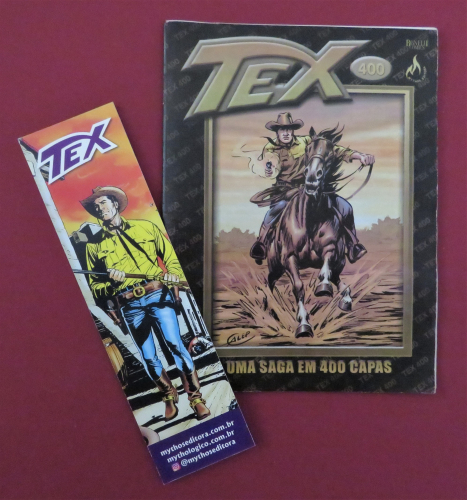 TEX
400
UMA SAGA EM 400 CAPAS
TEX
mythoseditora.com.br
mythologico.com.br
@mythoseditora